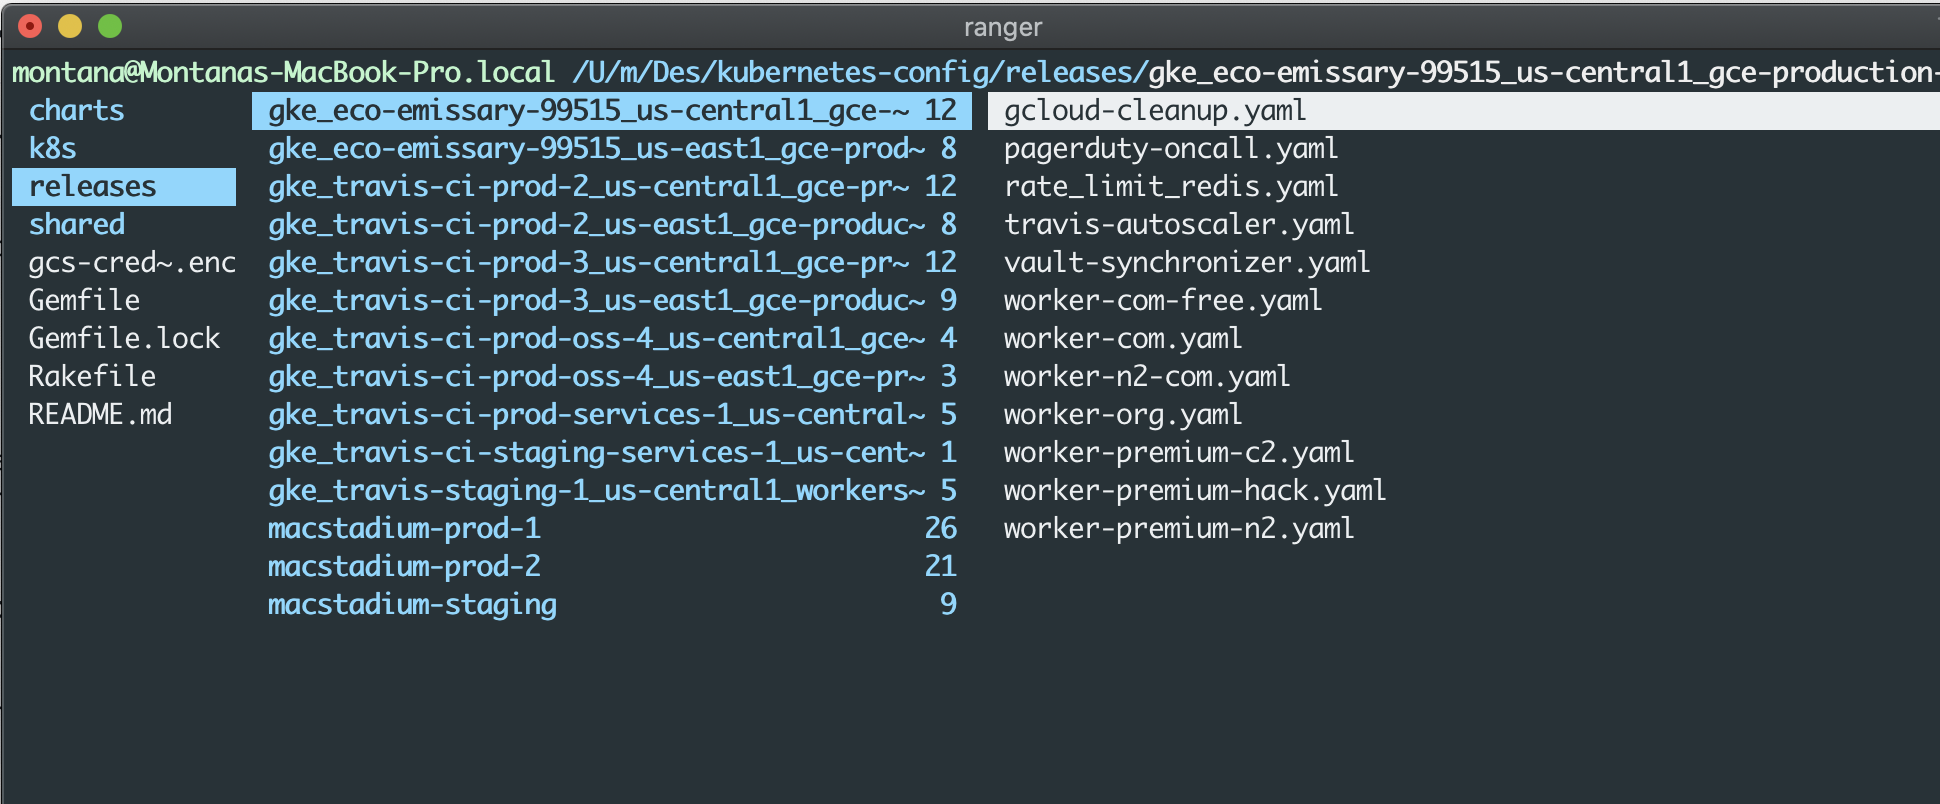 ranger
montana@Montanas-MacBook-Pro.local /U/m/Des/kubernetes-config/releases/gke_eco-emissary-99515_us-central1_gce-production-
charts gke_eco-emissary-99515_us-central1_gce-~ 12 gcloud-cleanup.yaml
k8s gke_eco-emissary-99515_us-east1_gce-prod~ 8 pagerduty-oncall.yaml
releases gke_travis-ci-prod-2_us-central1_gce-pr~ 12 rate_limit_redis.yaml
shared gke_travis-ci-prod-2_us-east1_gce-produc~ 8 travis-autoscaler.yaml
gcs-cred~.enc gke_travis-ci-prod-3_us-central1_gce-pr~ 12 vault-synchronizer.yaml
Gemfile gke_travis-ci-prod-3_us-east1_gce-produc~ 9 worker-com-free.yaml
Gemfile.lock gke_travis-ci-prod-oss-4_us-central1_gce~ 4 worker-com.yaml
Rakefile gke_travis-ci-prod-oss-4_us-east1_gce-pr~ 3 worker-n2-com.yaml
README.md gke_travis-ci-prod-services-1_us-central~ 5 worker-org.yaml
gke_travis-ci-staging-services-1_us-cent~ 1 worker-premium-c2.yaml
gke_travis-staging-1_us-central1_workers~ 5 worker-premium-hack.yaml
macstadium-prod-1 26 worker-premium-n2.yaml
macstadium-prod-2 21
macstadium-staging 9